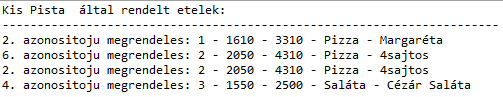 Kis Pista  által rendelt etelek:
--------------------------------------------------------------------
2. azonositoju megrendeles: 1 - 1610 - 3310 - Pizza - Margaréta
6. azonositoju megrendeles: 2 - 2050 - 4310 - Pizza - 4sajtos
2. azonositoju megrendeles: 2 - 2050 - 4310 - Pizza - 4sajtos
4. azonositoju megrendeles: 3 - 1550 - 2500 - Saláta - Cézár Saláta